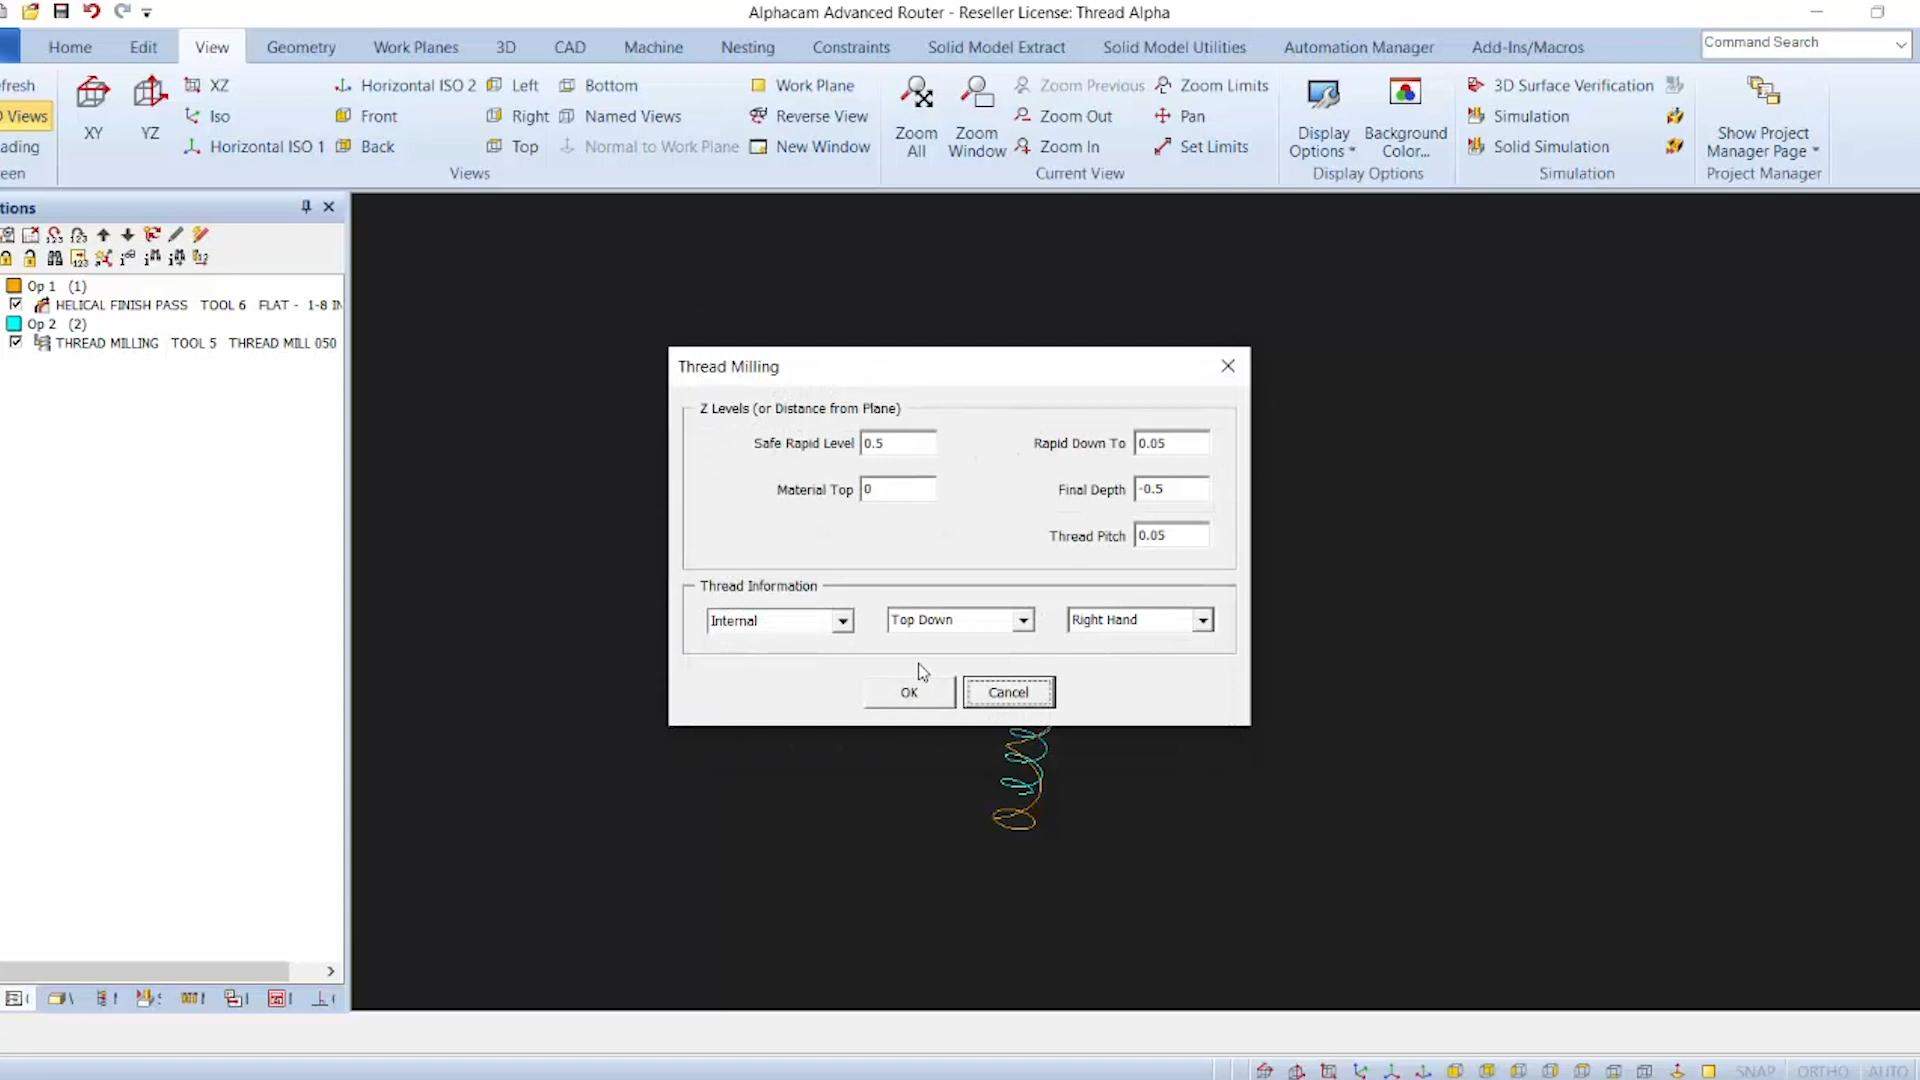 Alphacam Advanced Router - Reseller License: Thread Alpha
Home Edit View Geometry Work Planes 3D CAD Machine Nesting Constraints Solid Model Extract Solid Model Utilities Automation Manager Add-Ins/Macros Command Search
efresh XZ Horizontal ISO 2 Left Bottom Work Plane Zoom Previous Zoom Limits 3D Surface Verification
Views Iso Front Right Named Views Reverse View Zoom Out Pan Simulation
XY YZ Zoom All Zoom Window Display Options Background Color... Show Project Manager Page
ading Horizontal ISO 1 Back Top Normal to Work Plane New Window Zoom In Set Limits Solid Simulation
een Views Current View Display Options Simulation Project Manager
tions
Op 1 (1)
HELICAL FINISH PASS TOOL 6 FLAT - 1-8 IN
Op 2 (2)
THREAD MILLING TOOL 5 THREAD MILL 050
Thread Milling
Z Levels (or Distance from Plane)
Safe Rapid Level 0.5 Rapid Down To 0.05
Material Top 0 Final Depth -0.5
Thread Pitch 0.05
Thread Information
Internal Top Down Right Hand
OK Cancel
SNAP ORTHO AUTO